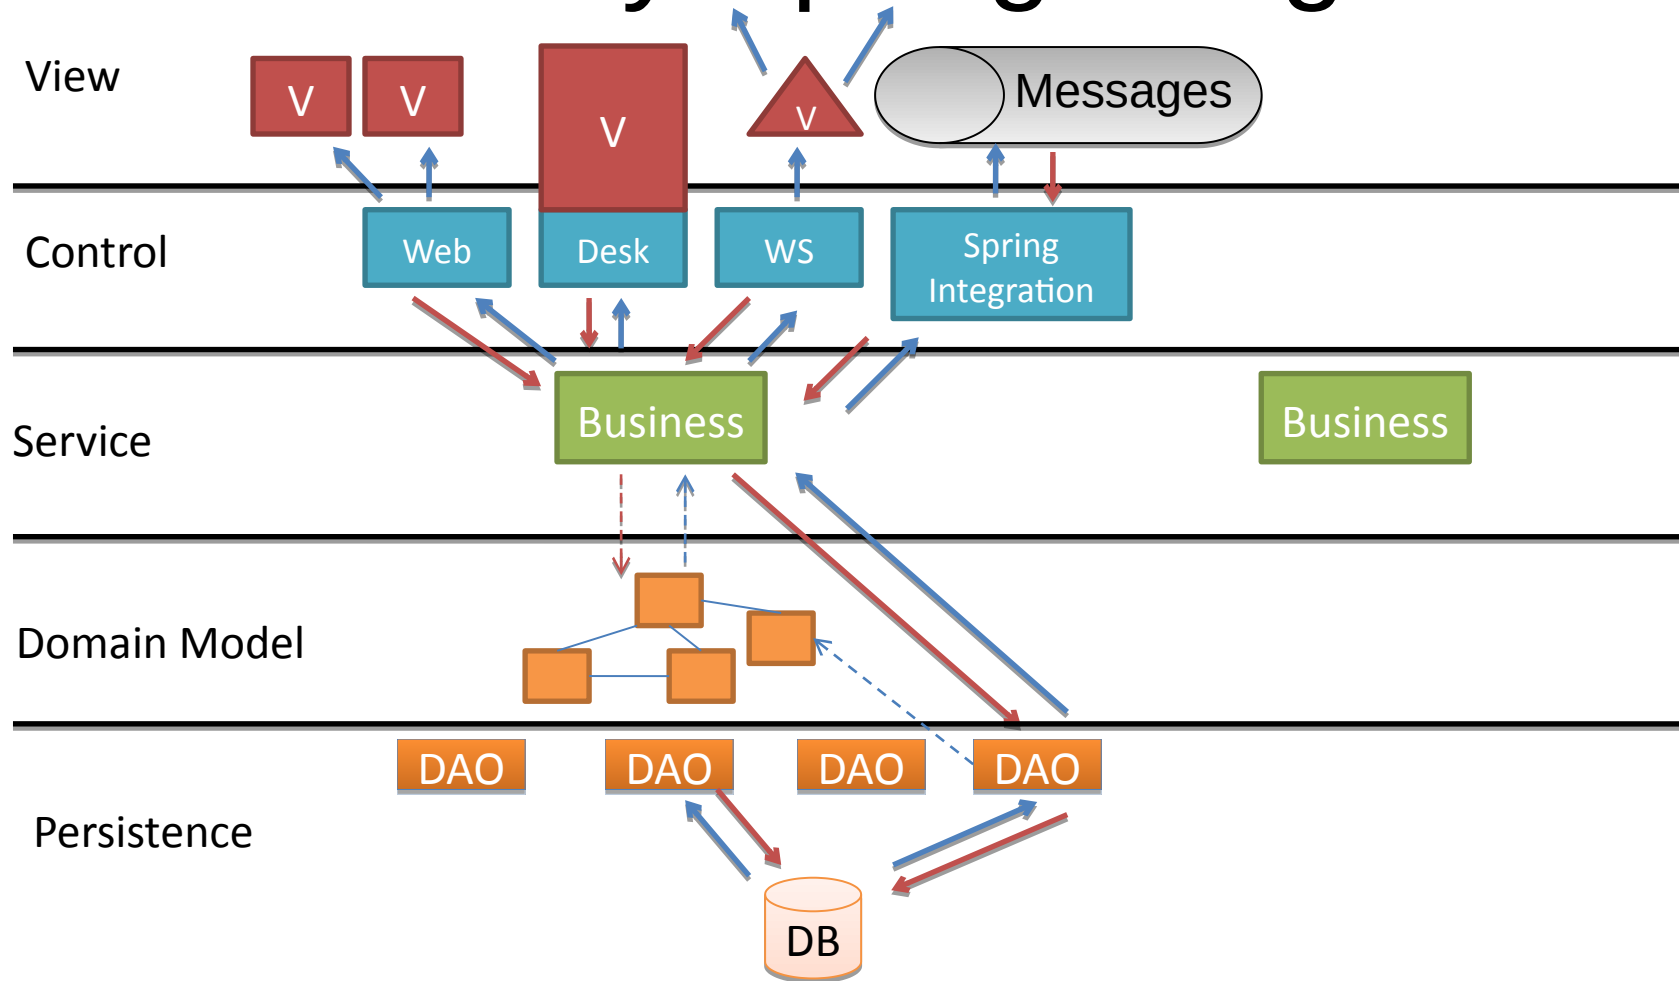 View
V
V
V
V
Messages
Control
Web
Desk
WS
Spring
Integration
Service
Business
Business
Domain Model
DAO
DAO
DAO
DAO
Persistence
DB